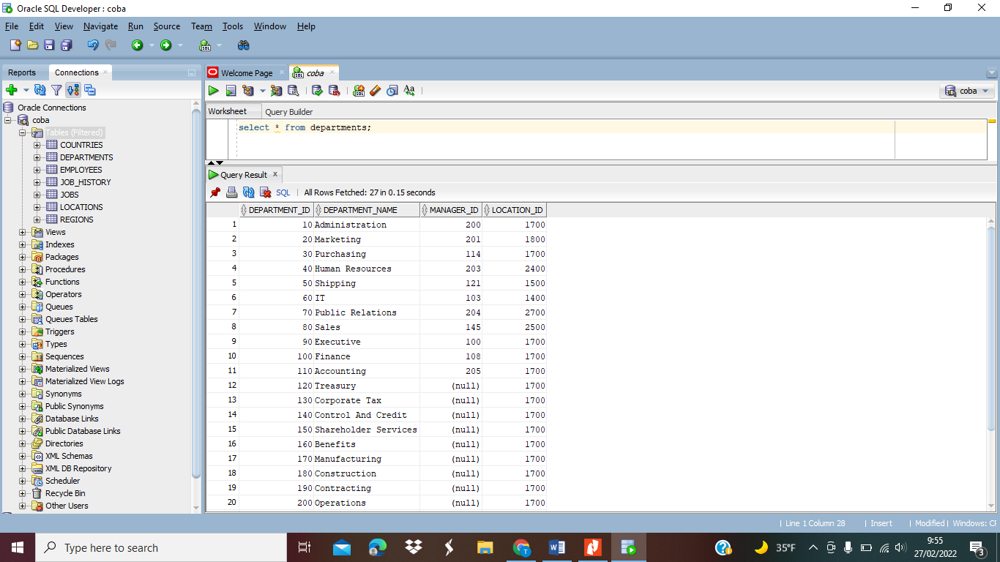 Oracle SQL Developer : coba
File Edit View Navigate Run Source Team Tools Window Help
Reports Connections
Welcome Page coba
coba
Oracle Connections
coba
Tables (Filtered)
COUNTRIES
DEPARTMENTS
EMPLOYEES
JOB_HISTORY
JOBS
LOCATIONS
REGIONS
Views
Indexes
Packages
Procedures
Functions
Operators
Queues
Queues Tables
Triggers
Types
Sequences
Materialized Views
Materialized View Logs
Synonyms
Public Synonyms
Database Links
Public Database Links
Directories
XML Schemas
XML DB Repository
Scheduler
Recycle Bin
Other Users
Worksheet Query Builder
select * from departments;
Query Result x
SQL | All Rows Fetched: 27 in 0.15 seconds
DEPARTMENT_ID DEPARTMENT_NAME MANAGER_ID LOCATION_ID
1 10 Administration 200 1700
2 20 Marketing 201 1800
3 30 Purchasing 114 1700
4 40 Human Resources 203 2400
5 50 Shipping 121 1500
6 60 IT 103 1400
7 70 Public Relations 204 2700
8 80 Sales 145 2500
9 90 Executive 100 1700
10 100 Finance 108 1700
11 110 Accounting 205 1700
12 120 Treasury (null) 1700
13 130 Corporate Tax (null) 1700
14 140 Control And Credit (null) 1700
15 150 Shareholder Services (null) 1700
16 160 Benefits (null) 1700
17 170 Manufacturing (null) 1700
18 180 Construction (null) 1700
19 190 Contracting (null) 1700
20 200 Operations (null) 1700
| Line 1 Column 28 | Insert | Modified | Windows: CF
Type here to search
35°F
9:55
27/02/2022
3